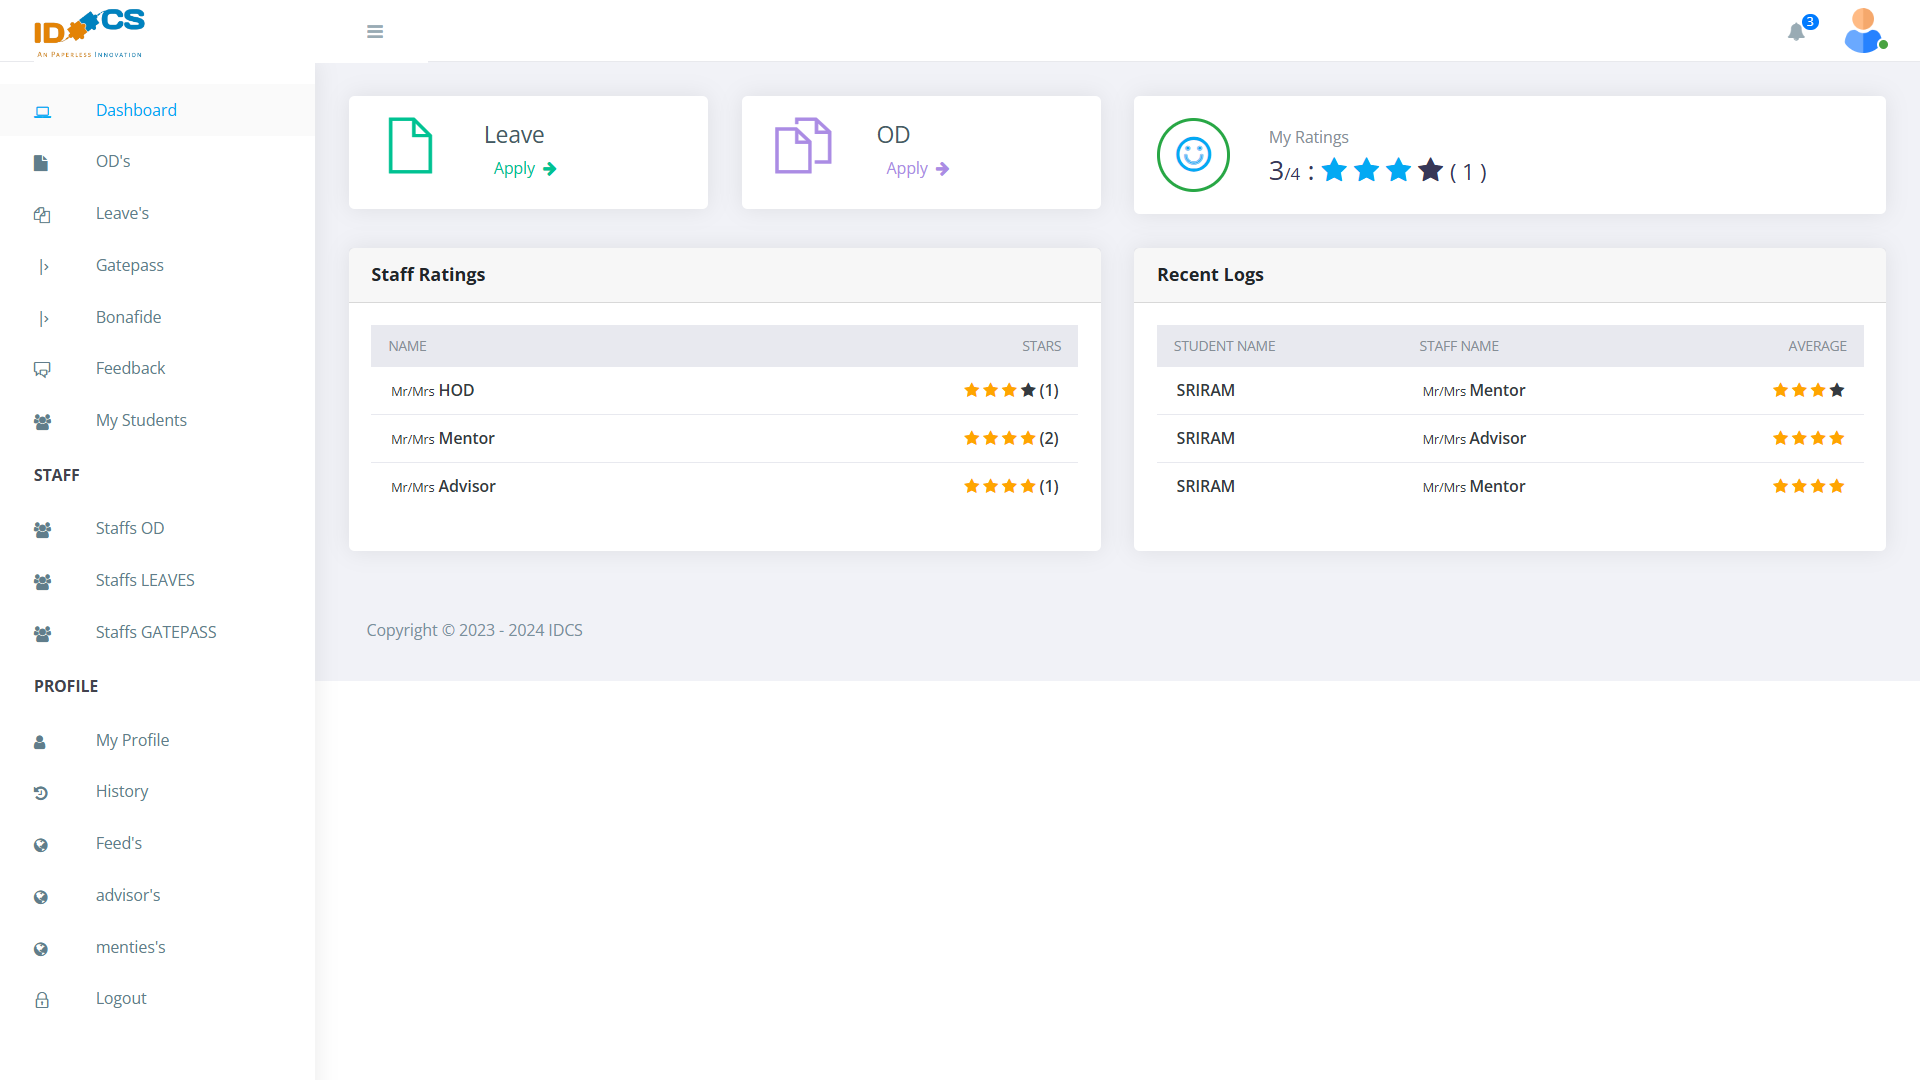 IDCS
An Paperless Innovation
3
Dashboard
OD's
Leave's
Gatepass
Bonafide
Feedback
My Students
STAFF
Staffs OD
Staffs LEAVES
Staffs GATEPASS
PROFILE
My Profile
History
Feed's
advisor's
menties's
Logout
Leave
Apply
OD
Apply
My Ratings
3/4 : ( 1 )
Staff Ratings
NAME STARS
Mr/Mrs HOD (1)
Mr/Mrs Mentor (2)
Mr/Mrs Advisor (1)
Recent Logs
STUDENT NAME STAFF NAME AVERAGE
SRIRAM Mr/Mrs Mentor
SRIRAM Mr/Mrs Advisor
SRIRAM Mr/Mrs Mentor
Copyright © 2023 - 2024 IDCS